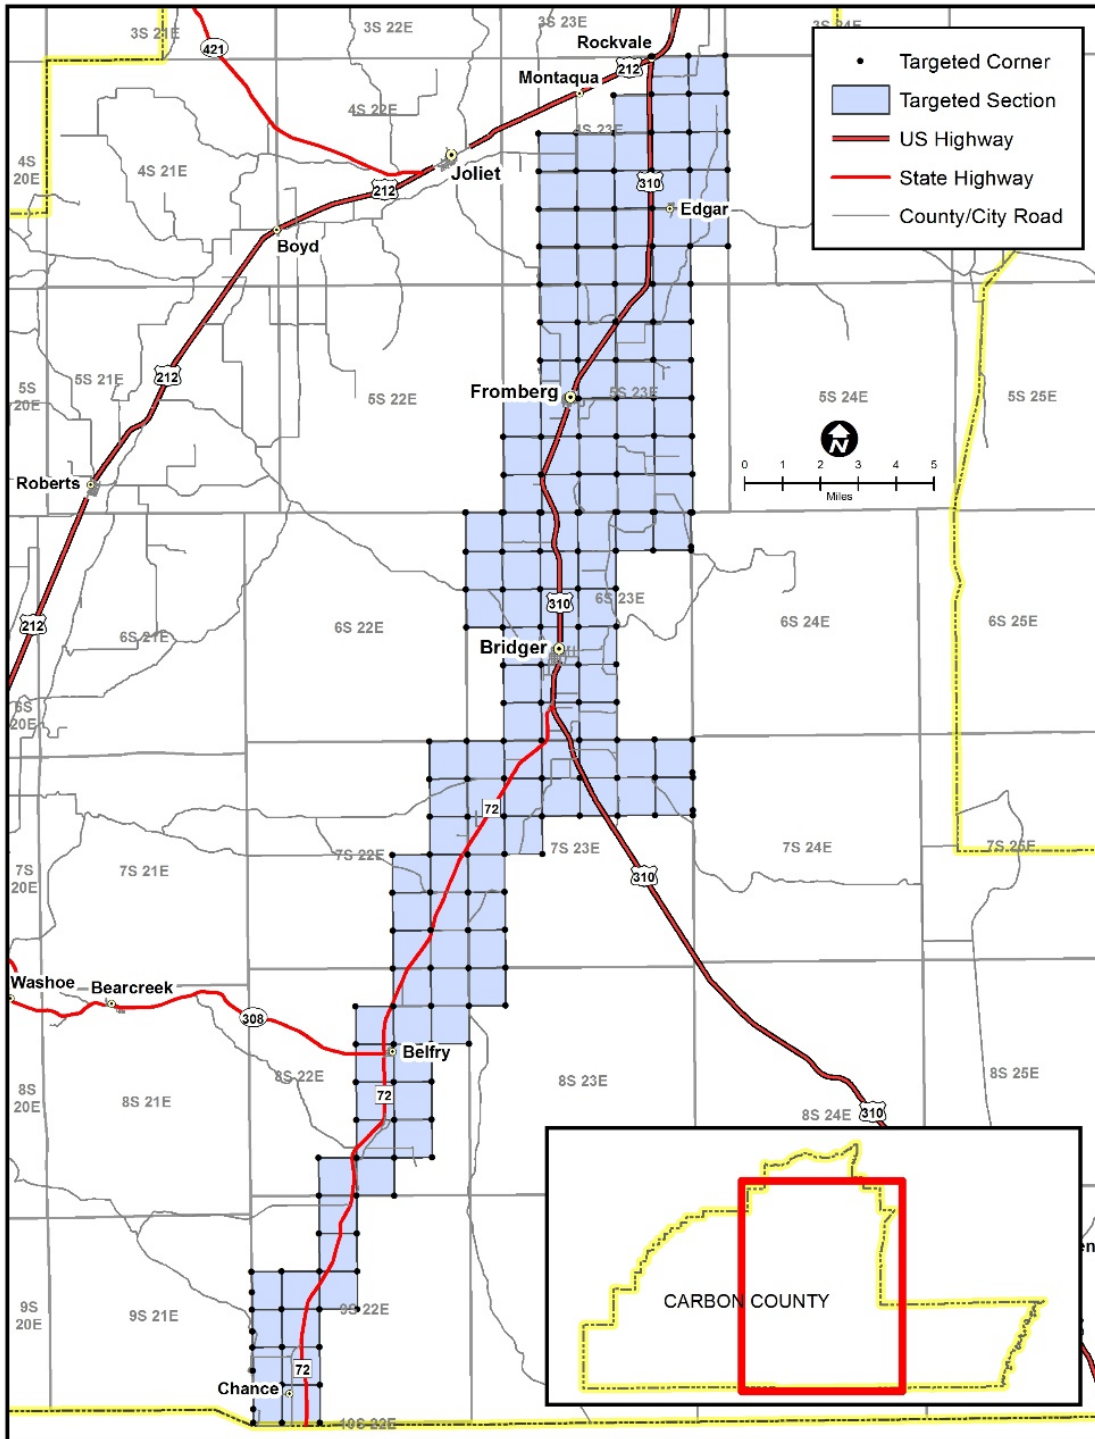 3S 21E
3S 22E
3S 23E
3S 24E
421
Rockvale
212
Montaqua
4S 22E
4S 23E
4S
20E
4S 21E
Joliet
212
310
Edgar
Boyd
Targeted Corner
Targeted Section
US Highway
State Highway
County/City Road
212
5S 21E
5S
20E
5S 22E
Fromberg
5S 23E
5S 24E
5S 25E
N
0 1 2 3 4 5
Miles
Roberts
310
6S 23E
212
6S 21E
6S 22E
6S 24E
6S 25E
Bridger
6S
20E
72
7S 22E
7S 23E
7S 24E
7S 25E
7S
20E
7S 21E
310
Washoe
Bearcreek
308
Belfry
8S 22E
8S 23E
8S 25E
8S
20E
8S 21E
72
8S 24E
310
en
CARBON COUNTY
9S
20E
9S 21E
9S 22E
72
Chance
10S 22E